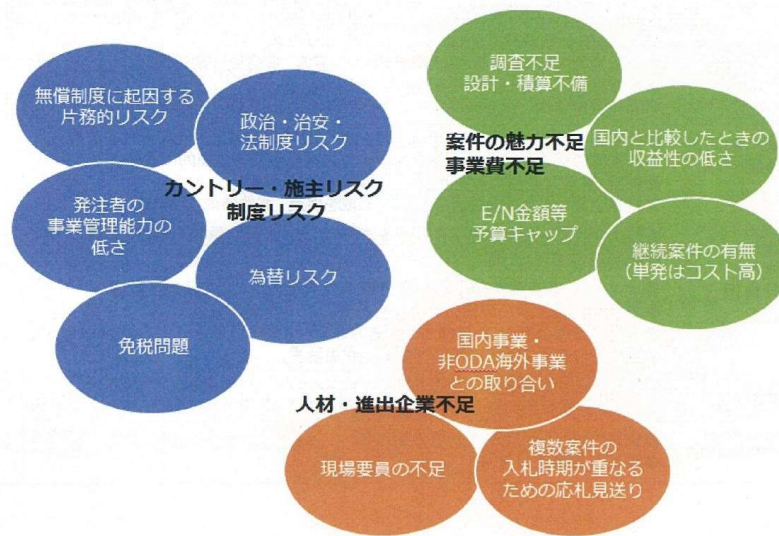 無償制度に起因する
片務的リスク
政治・治安・
法制度リスク
カントリー・施主リスク
制度リスク
発注者の
事業管理能力の
低さ
為替リスク
免税問題
調査不足
設計・積算不備
案件の魅力不足
事業費不足
国内と比較したときの
収益性の低さ
E/N金額等
予算キャップ
継続案件の有無
（単発はコスト高）
国内事業・
非ODA海外事業
との取り合い
人材・進出企業不足
現場要員の不足
複数案件の
入札時期が重なる
ための応札見送り